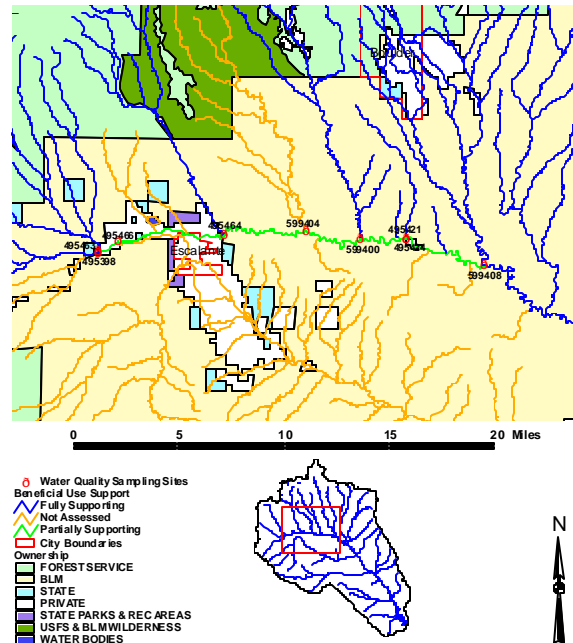 Boulder
599404
495464
495466
495421
495463
495398
Escalante
599400
599408
0 5 10 15 20 Miles
Water Quality Sampling Sites
Beneficial Use Support
Fully Supporting
Not Assessed
Partially Supporting
City Boundaries
Ownership
FOREST SERVICE
BLM
STATE
PRIVATE
STATE PARKS & REC AREAS
USFS & BLM WILDERNESS
WATER BODIES
N